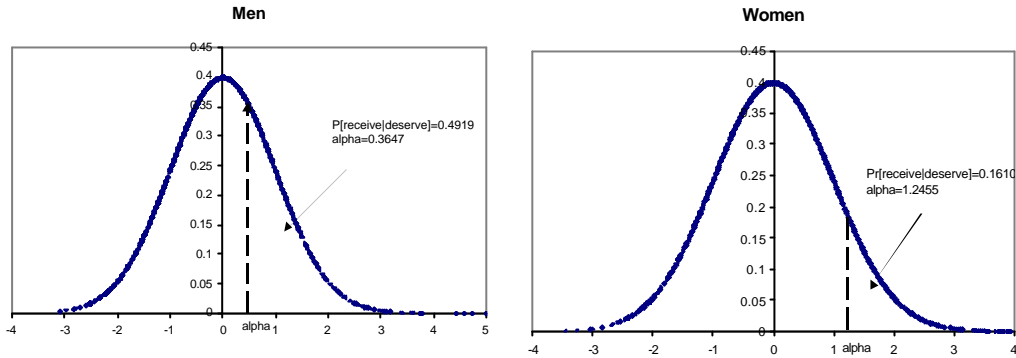 Men
0.45
0.4
0.35
0.3
0.25
0.2
0.15
0.1
0.05
0
-4 -3 -2 -1 0 1 2 3 4 5
alpha
P[receive|deserve]=0.4919
alpha=0.3647
Women
0.45
0.4
0.35
0.3
0.25
0.2
0.15
0.1
0.05
0
-4 -3 -2 -1 0 1 2 3 4
alpha
Pr[receive|deserve]=0.1610
alpha=1.2455